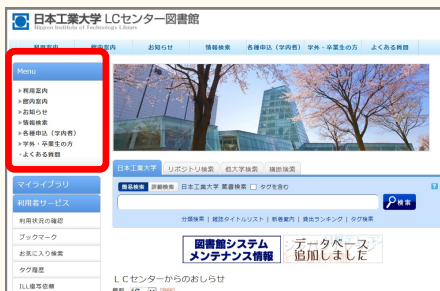 日本工業大学 LCセンター図書館
Nippon Institute of Technology Library
利用案内 館内案内 お知らせ 情報検索 各種申込（学内者） 学外・卒業生の方 よくある質問
Menu
▶利用案内
▶館内案内
▶お知らせ
▶情報検索
▶各種申込（学内者）
▶学外・卒業生の方
・よくある質問
日本工業大学 リポジトリ検索 他大学検索 横断検索
簡易検索 詳細検索 日本工業大学 蔵書検索 タグを含む
検索
分類検索 | 雑誌タイトルリスト | 新着案内 | 貸出ランキング | タグ検索
マイライブラリ
利用者サービス
利用状況の確認
ブックマーク
お気に入り検索
タグ履歴
ILL複写依頼
図書館システム
メンテナンス情報
データベース
追加しました
LCセンターからのおしらせ